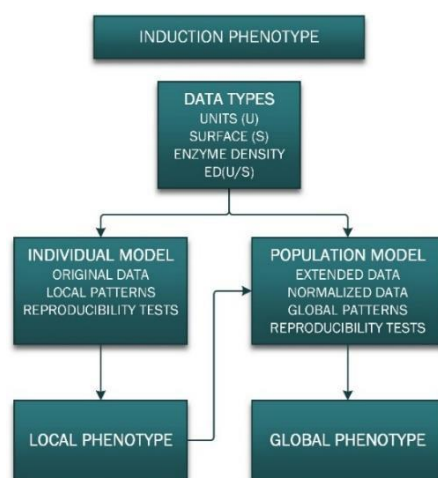 INDUCTION PHENOTYPE
DATA TYPES
UNITS (U)
SURFACE (S)
ENZYME DENSITY
ED(U/S)
INDIVIDUAL MODEL
ORIGINAL DATA
LOCAL PATTERNS
REPRODUCIBILITY TESTS
POPULATION MODEL
EXTENDED DATA
NORMALIZED DATA
GLOBAL PATTERNS
REPRODUCIBILITY TESTS
LOCAL PHENOTYPE
GLOBAL PHENOTYPE